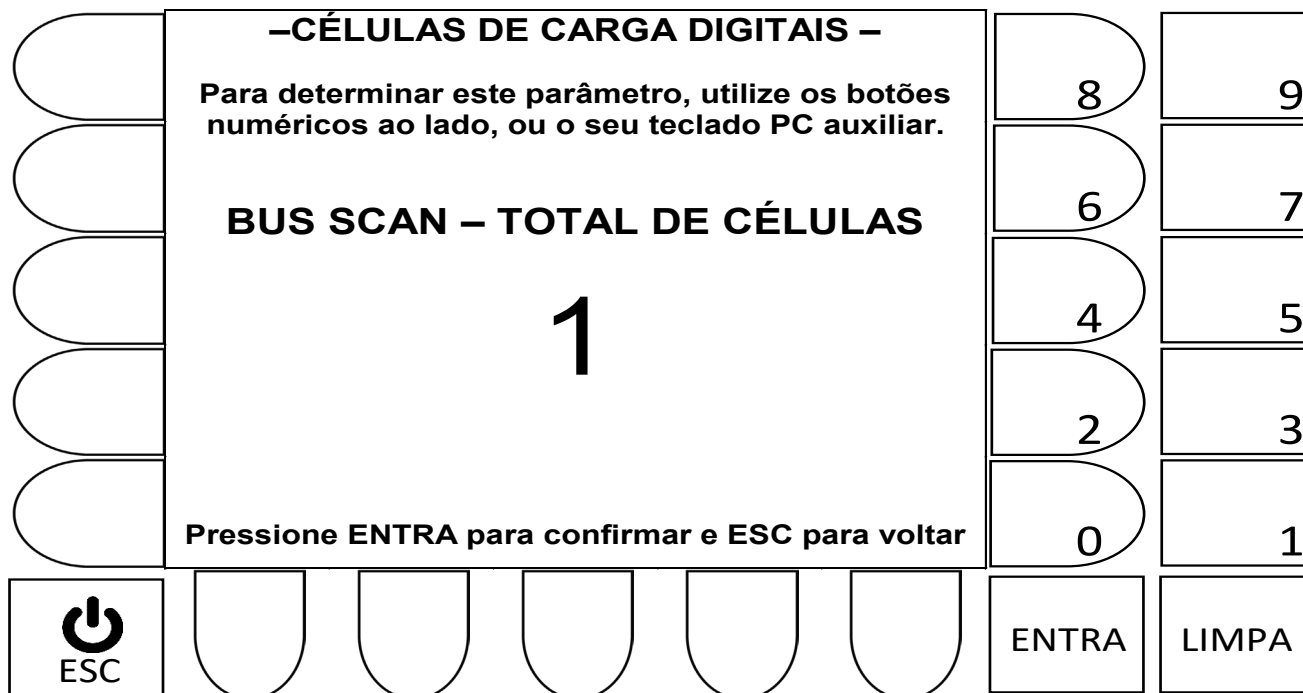 –CÉLULAS DE CARGA DIGITAIS –
Para determinar este parâmetro, utilize os botões
numéricos ao lado, ou o seu teclado PC auxiliar.
BUS SCAN – TOTAL DE CÉLULAS
1
Pressione ENTRA para confirmar e ESC para voltar
8 9
6 7
4 5
2 3
0 1
ESC ENTRA LIMPA